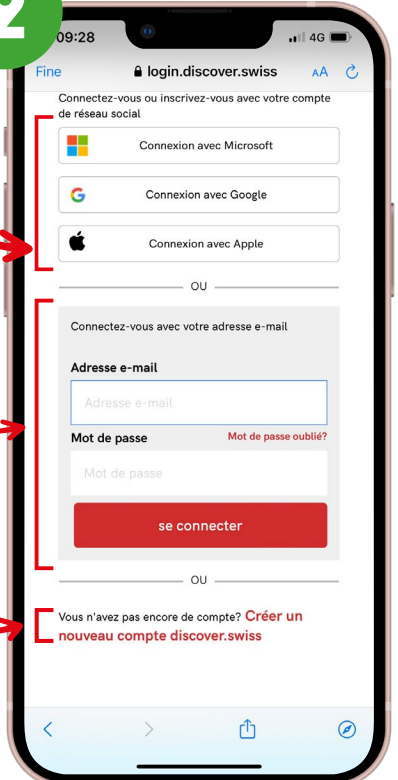 2
09:28
4G
Fine
login.discover.swiss
AA
Connectez-vous ou inscrivez-vous avec votre compte
de réseau social
Connexion avec Microsoft
Connexion avec Google
Connexion avec Apple
OU
Connectez-vous avec votre adresse e-mail
Adresse e-mail
Adresse e-mail
Mot de passe
Mot de passe oublié?
Mot de passe
se connecter
OU
Vous n'avez pas encore de compte? Créer un
nouveau compte discover.swiss